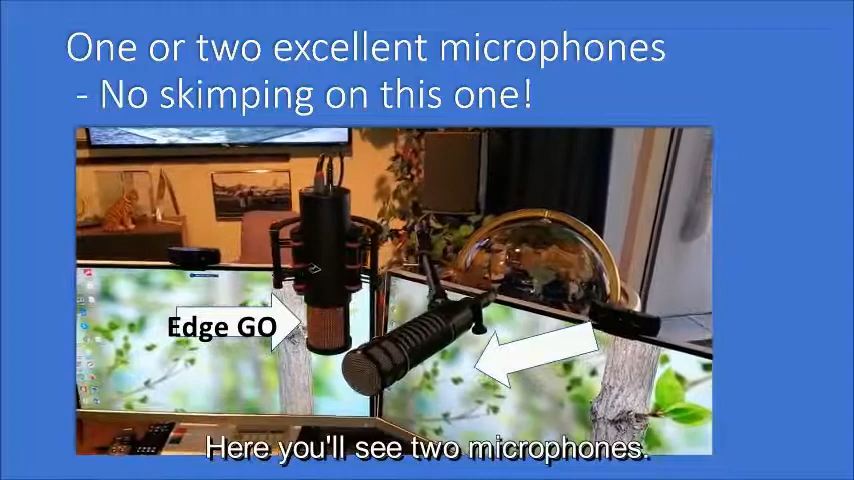 One or two excellent microphones
- No skimping on this one!
Edge GO
Here you'll see two microphones.